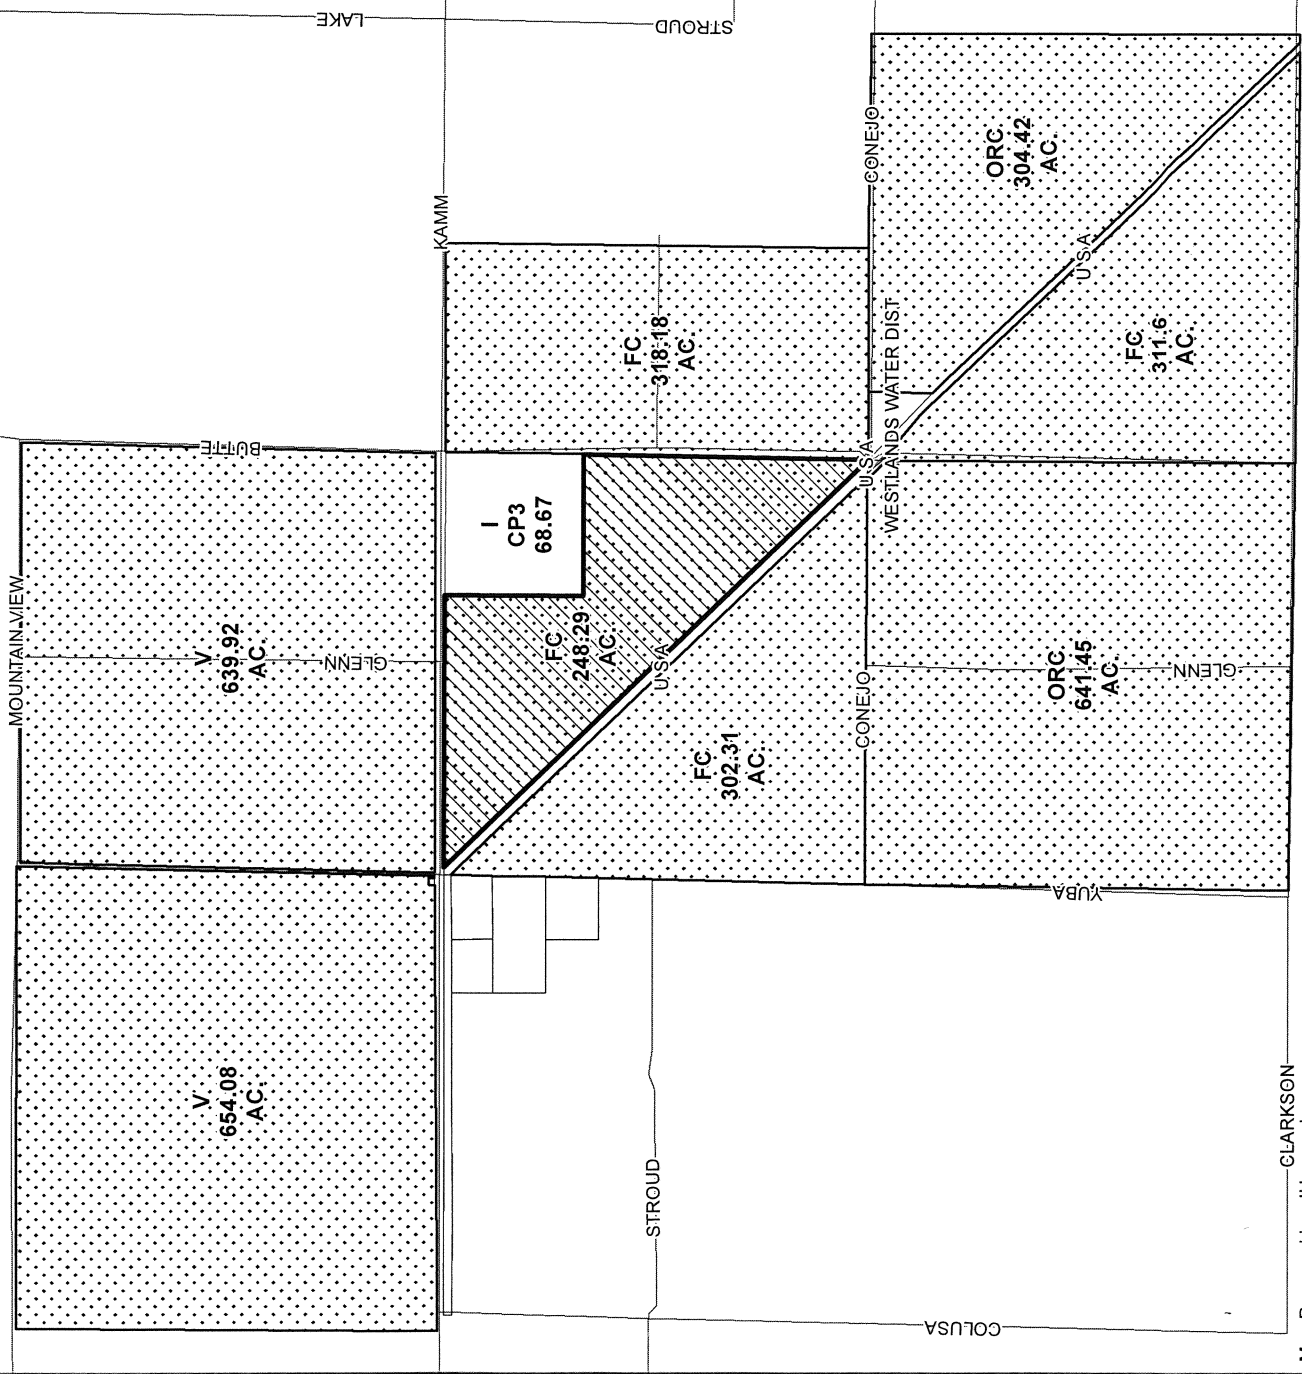 LAKE
STROUD
KAMM
CONEJO
ORC
304.42
AC.
U S A
FC
318.18
AC.
WESTLANDS WATER DIST
FC
311.6
AC.
BUTTE
U S A
MOUNTAIN VIEW
V
639.92
AC.
GLENN
I
CP3
68.67
FC
248.29
AC.
U S A
FC
302.31
AC.
CONEJO
ORC
641.45
AC.
GLENN
YUBA
V
654.08
AC.
STROUD
CLARKSON
COLUSA